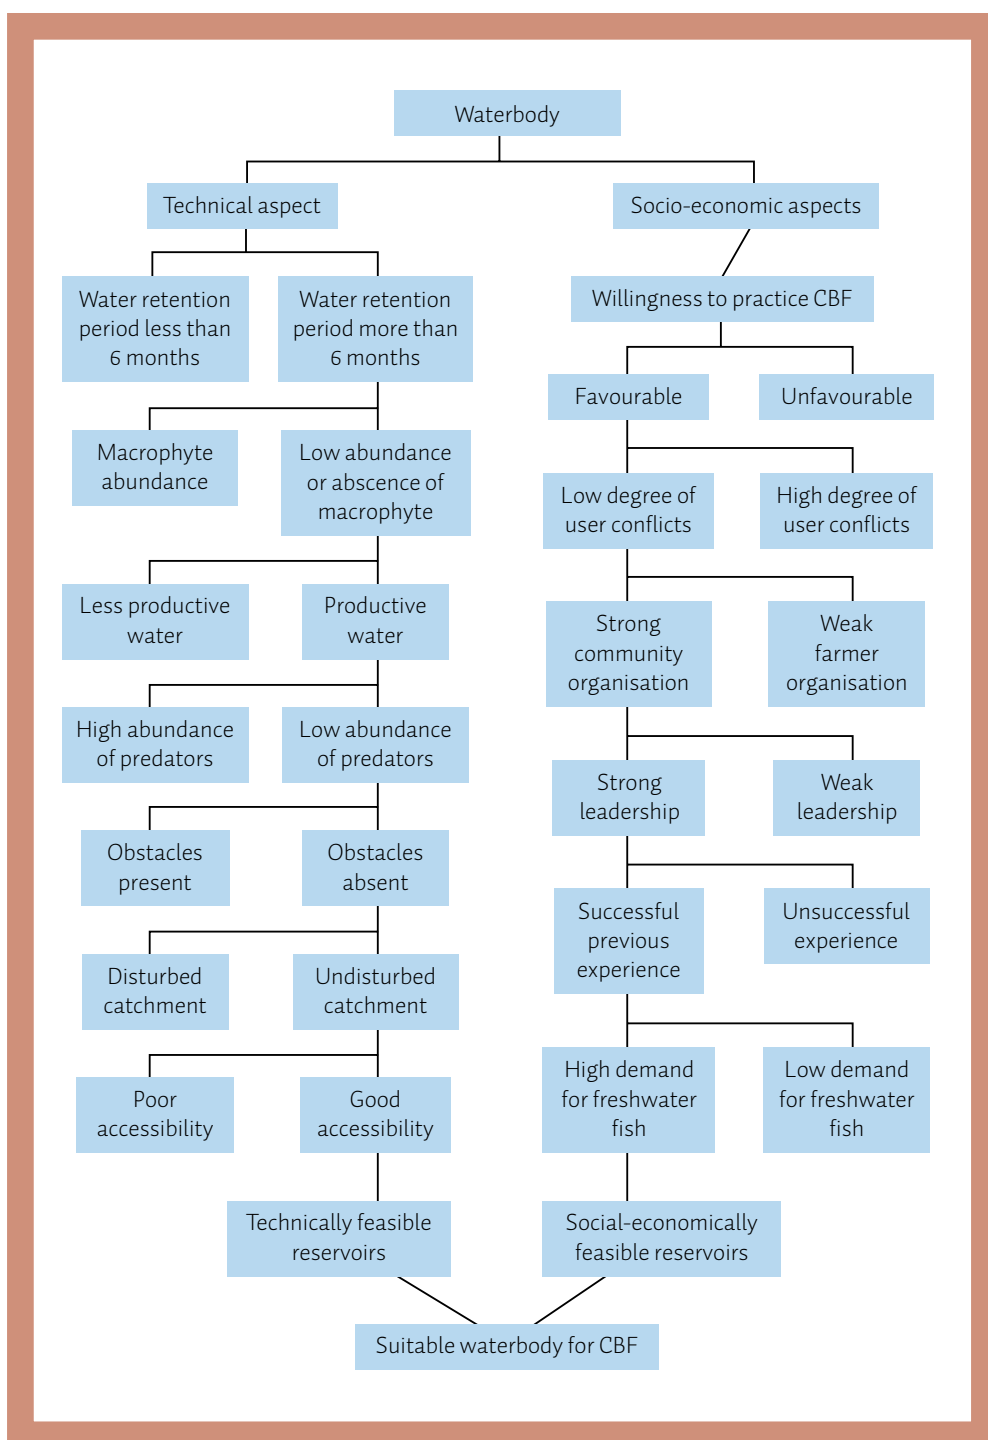 Waterbody
Technical aspect
Socio-economic aspects
Water retention
period less than
6 months
Water retention
period more than
6 months
Willingness to practice CBF
Favourable
Unfavourable
Macrophyte
abundance
Low abundance
or abscence of
macrophyte
Low degree of
user conflicts
High degree of
user conflicts
Less productive
water
Productive
water
Strong
community
organisation
Weak
farmer
organisation
High abundance
of predators
Low abundance
of predators
Strong
leadership
Weak
leadership
Obstacles
present
Obstacles
absent
Successful
previous
experience
Unsuccessful
experience
Disturbed
catchment
Undisturbed
catchment
High demand
for freshwater
fish
Low demand
for freshwater
fish
Poor
accessibility
Good
accessibility
Technically feasible
reservoirs
Social-economically
feasible reservoirs
Suitable waterbody for CBF